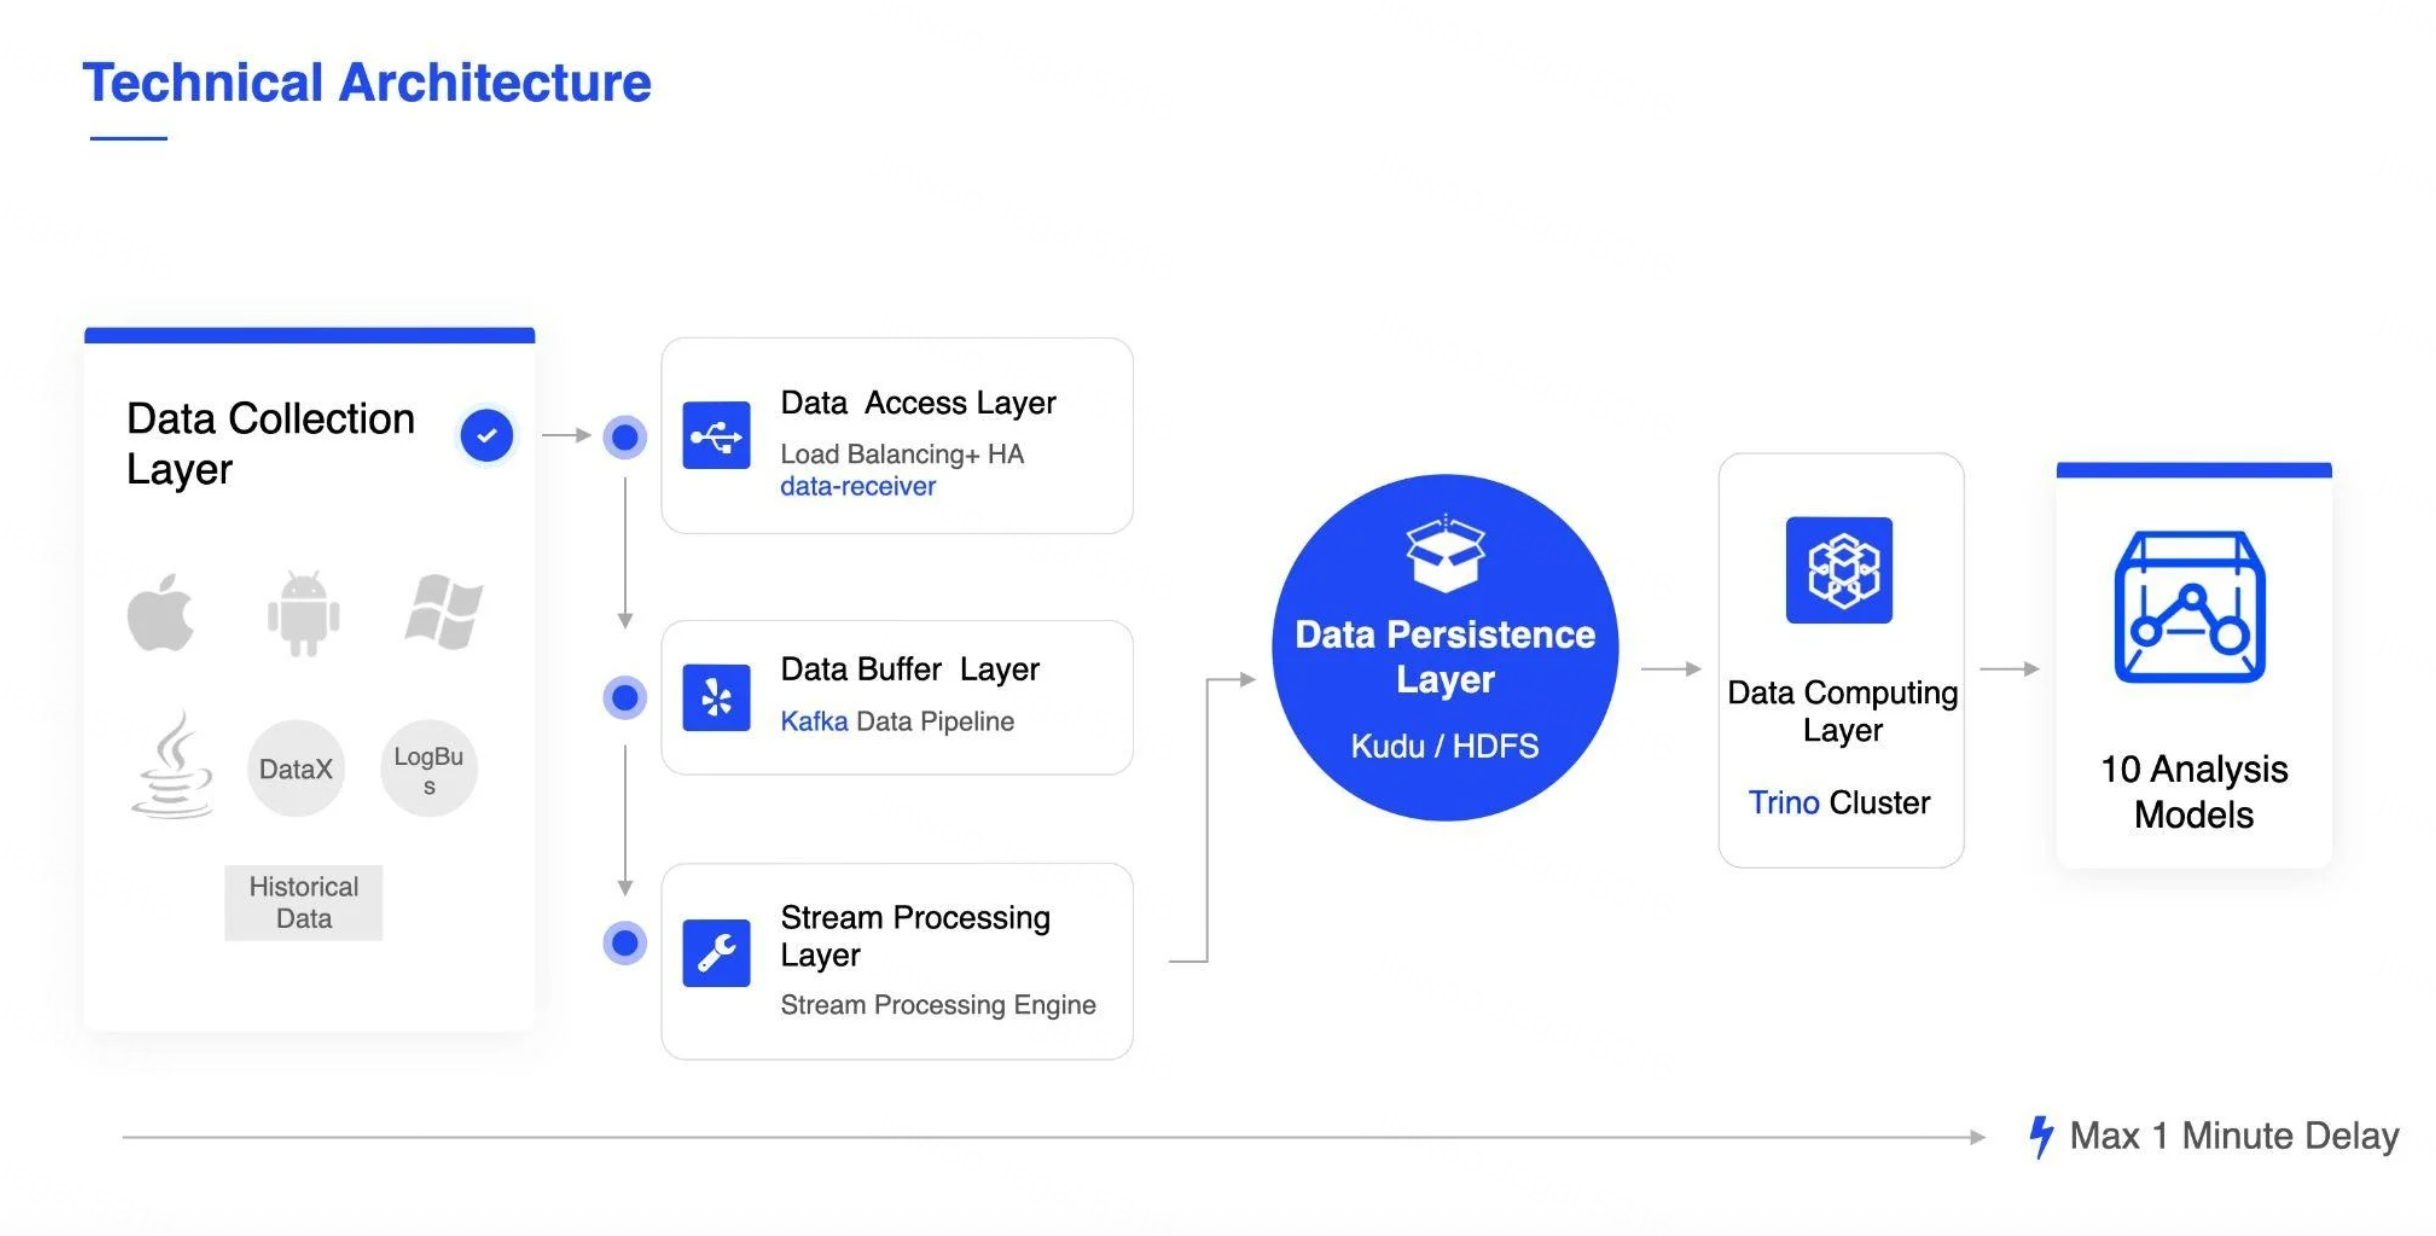 Technical Architecture
Data Collection
Layer
DataX
LogBu
s
Historical
Data
Data  Access Layer
Load Balancing+ HA
data-receiver
Data Buffer  Layer
Kafka Data Pipeline
Stream Processing
Layer
Stream Processing Engine
Data Persistence
Layer
Kudu / HDFS
Data Computing
Layer
Trino Cluster
10 Analysis
Models
Max 1 Minute Delay